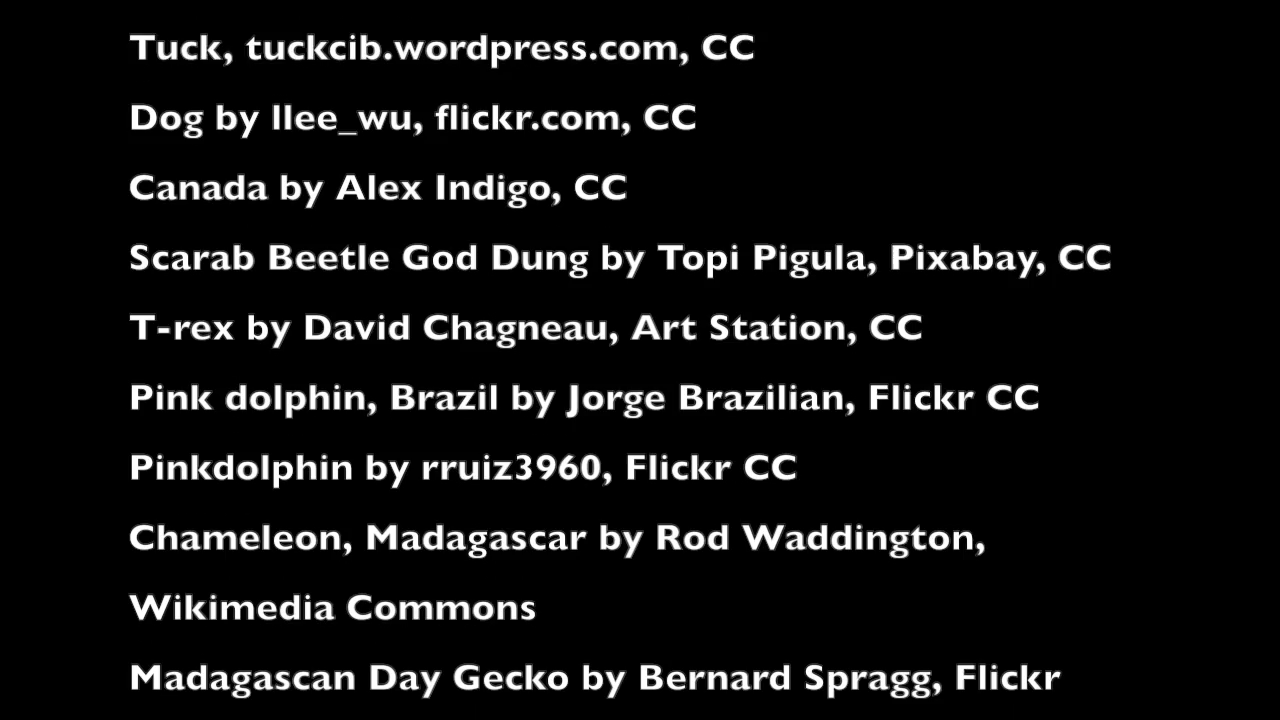 Tuck, tuckcib.wordpress.com, CC
Dog by llee_wu, flickr.com, CC
Canada by Alex Indigo, CC
Scarab Beetle God Dung by Topi Pigula, Pixabay, CC
T-rex by David Chagneau, Art Station, CC
Pink dolphin, Brazil by Jorge Brazilian, Flickr CC
Pinkdolphin by rruiz3960, Flickr CC
Chameleon, Madagascar by Rod Waddington,
Wikimedia Commons
Madagascan Day Gecko by Bernard Spragg, Flickr